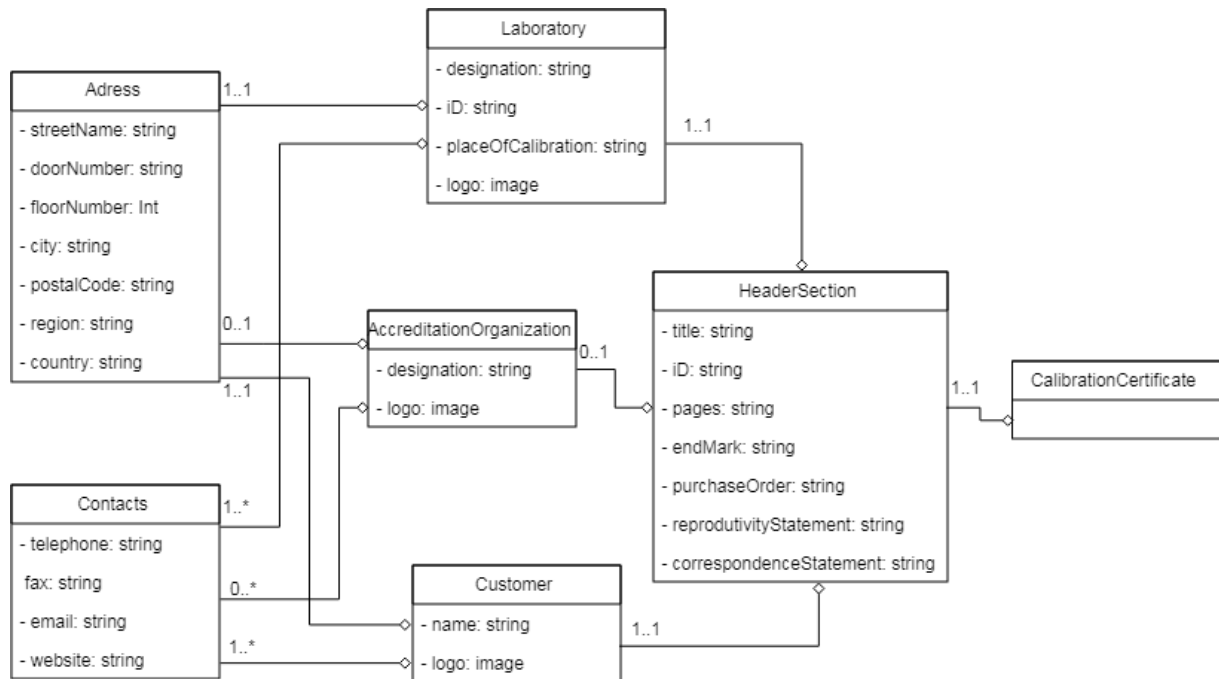 Laboratory
- designation: string
- iD: string
- placeOfCalibration: string
- logo: image
1..1
Adress
- streetName: string
- doorNumber: string
- floorNumber: Int
- city: string
- postalCode: string
- region: string
- country: string
1..1
0..1
1..1
AccreditationOrganization
- designation: string
- logo: image
0..1
HeaderSection
- title: string
- iD: string
- pages: string
- endMark: string
- purchaseOrder: string
- reprodutivityStatement: string
- correspondenceStatement: string
1..1
CalibrationCertificate
Contacts
- telephone: string
fax: string
- email: string
- website: string
1..*
0..*
1..*
Customer
- name: string
- logo: image
1..1